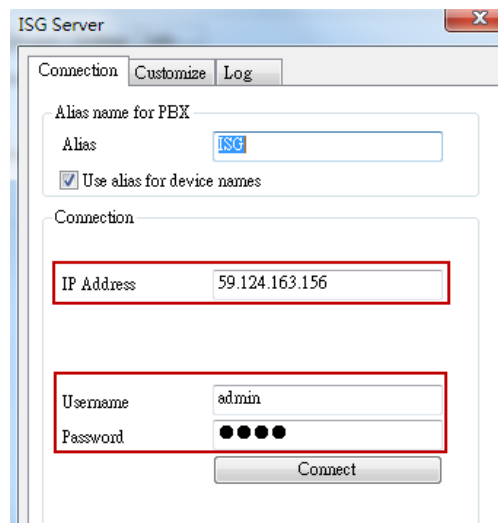 ISG Server
Connection Customize Log
Alias name for PBX
Alias ISG
Use alias for device names
Connection
IP Address 59.124.163.156
Username admin
Password ●●●●
Connect